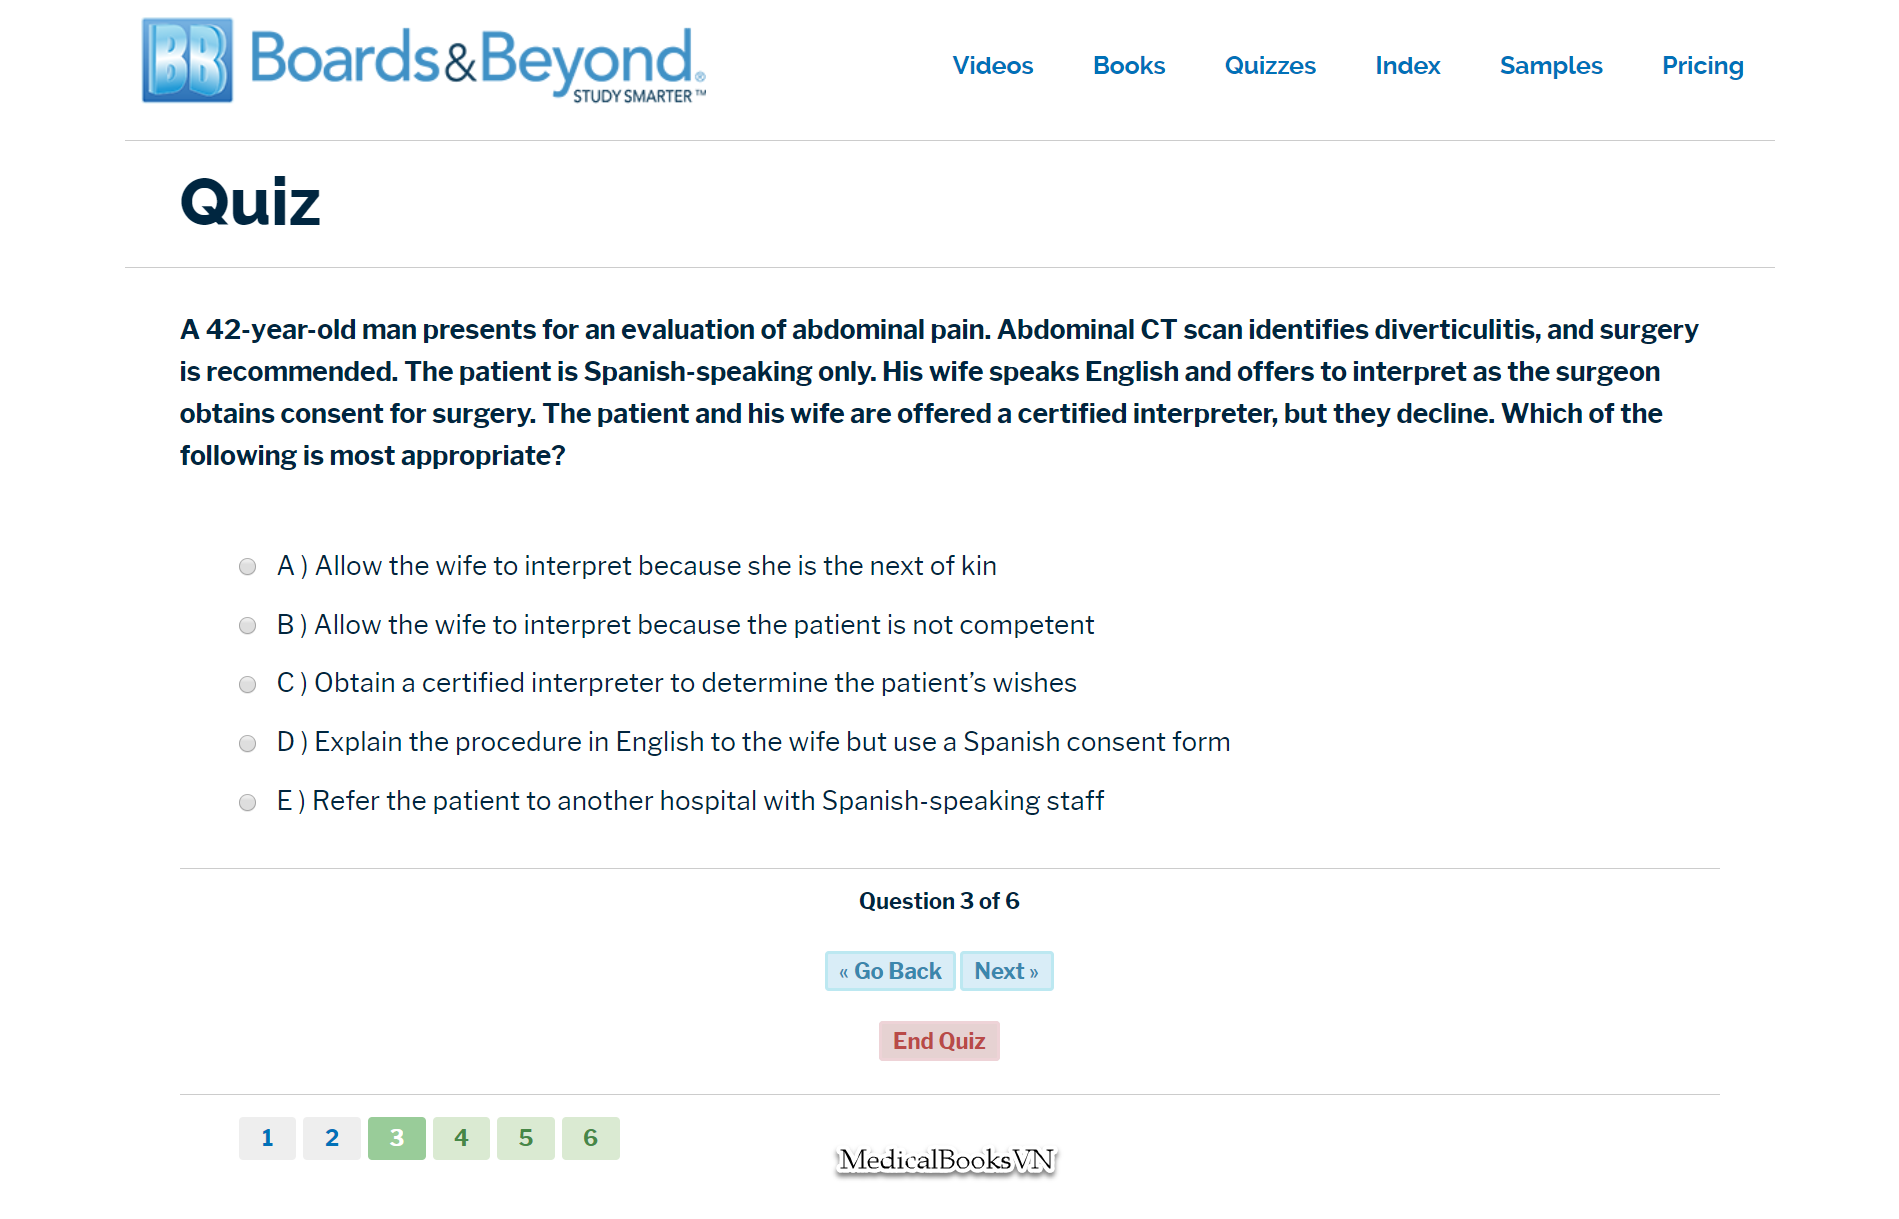 BB Boards&Beyond®
STUDY SMARTER™
Videos Books Quizzes Index Samples Pricing
Quiz
A 42-year-old man presents for an evaluation of abdominal pain. Abdominal CT scan identifies diverticulitis, and surgery
is recommended. The patient is Spanish-speaking only. His wife speaks English and offers to interpret as the surgeon
obtains consent for surgery. The patient and his wife are offered a certified interpreter, but they decline. Which of the
following is most appropriate?
A ) Allow the wife to interpret because she is the next of kin
B ) Allow the wife to interpret because the patient is not competent
C ) Obtain a certified interpreter to determine the patient’s wishes
D ) Explain the procedure in English to the wife but use a Spanish consent form
E ) Refer the patient to another hospital with Spanish-speaking staff
Question 3 of 6
« Go Back Next »
End Quiz
1 2 3 4 5 6
MedicalBooksVN